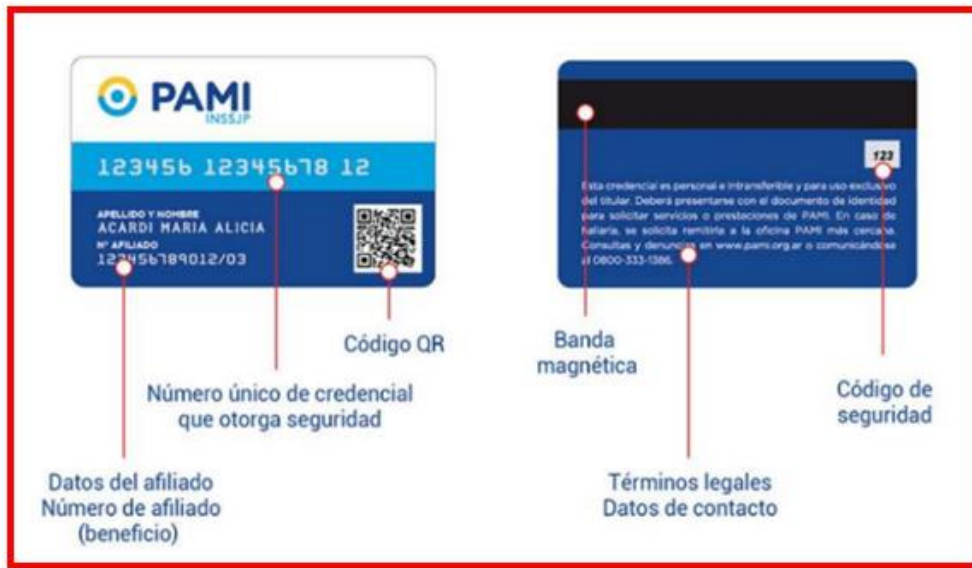 PAMI
INSSJP
123456 12345678 12
APELLIDO Y NOMBRE
ACARDI MARIA ALICIA
Nº AFILIADO
123456789012/03
Código QR
Número único de credencial
que otorga seguridad
Datos del afiliado
Número de afiliado
(beneficio)
123
Esta credencial es personal e intransferible y para uso exclusivo
del titular. Deberá presentarse con el documento de identidad
para solicitar servicios o prestaciones de PAMI. En caso de
hallarla, se solicita remitirla a la oficina PAMI más cercana.
Consultas y denuncias en www.pami.org.ar o comunicándose
al 0800-333-1386.
Banda
magnética
Código de
seguridad
Términos legales
Datos de contacto